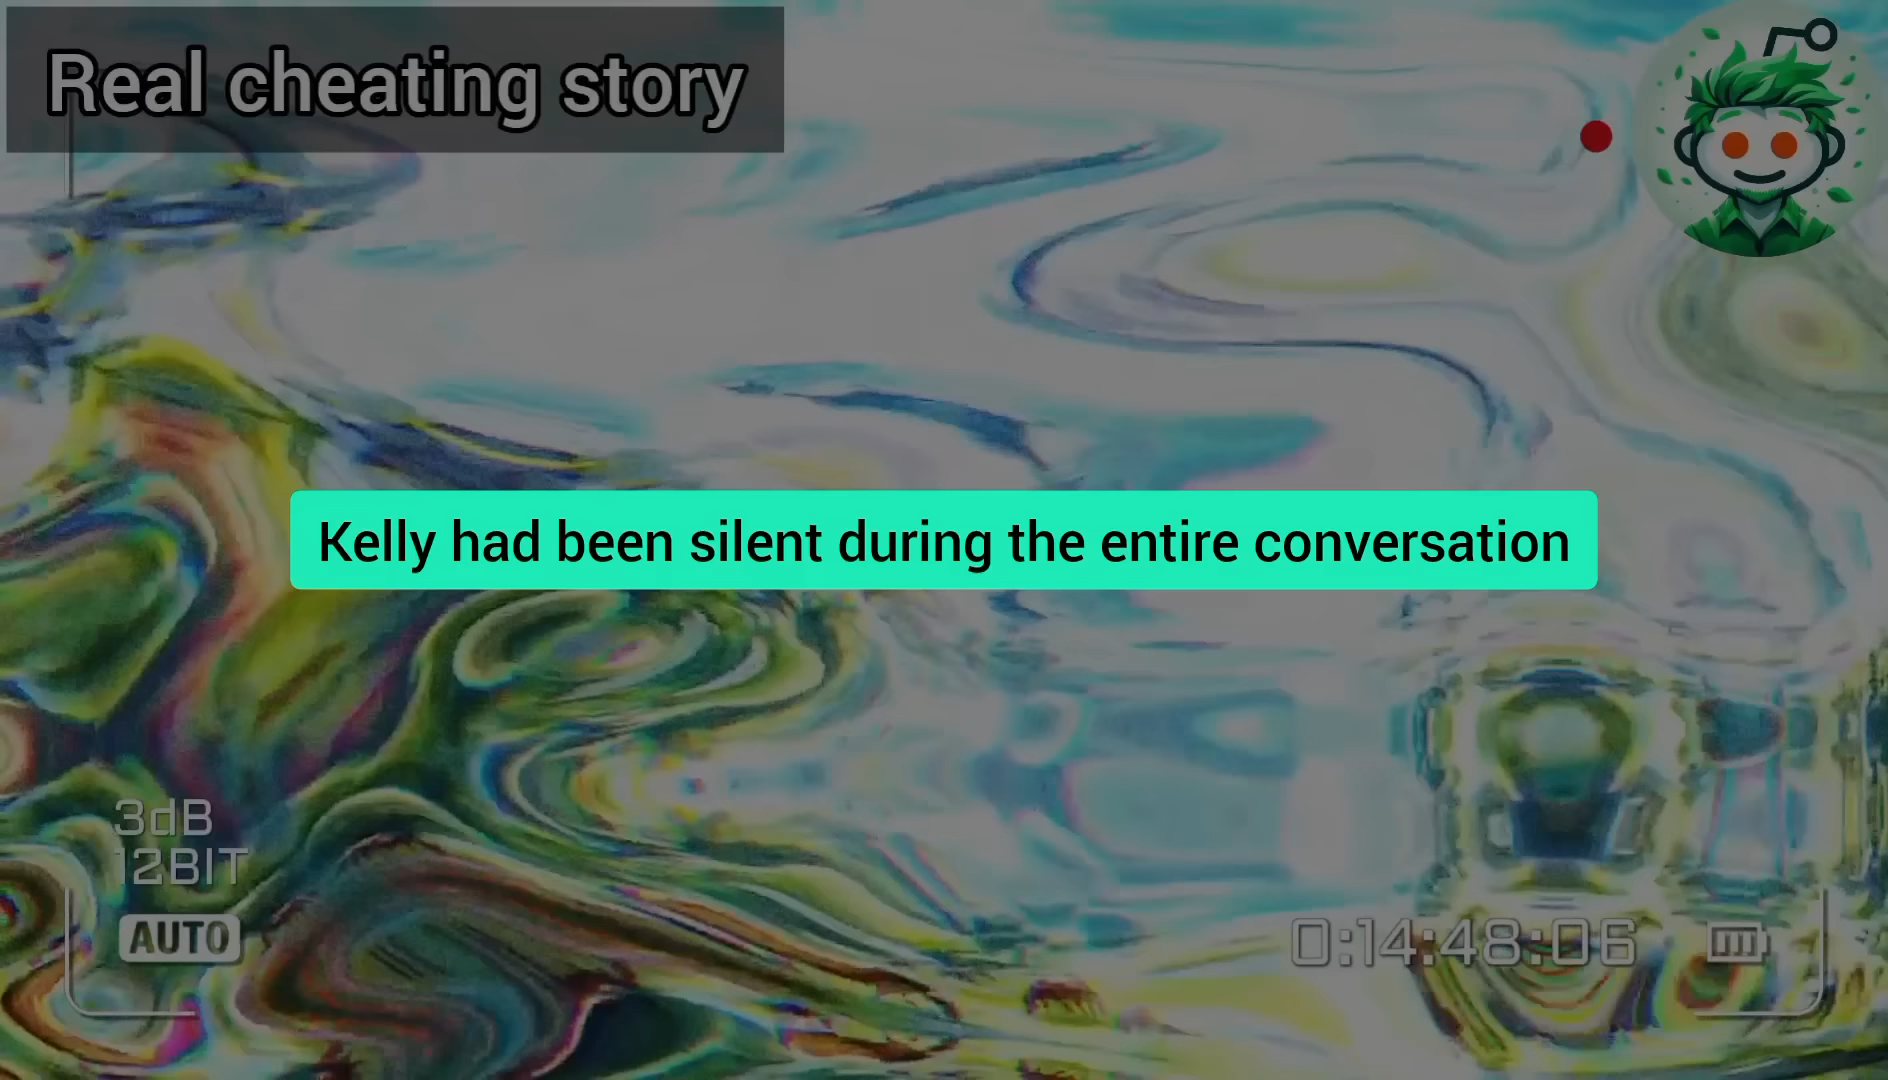 Real cheating story
Kelly had been silent during the entire conversation
3dB
12BIT
AUTO
0:14:48:06